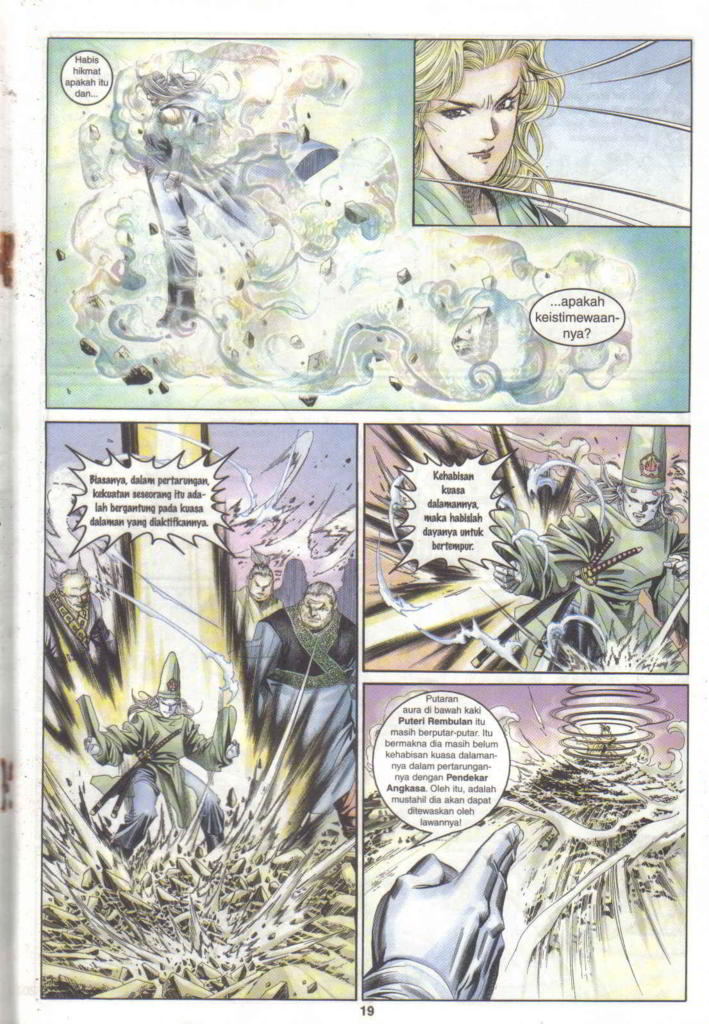 Habis
hikmat
apakah itu
dan...
...apakah
keistimewaan-
nya?
Biasanya, dalam pertarungan,
kekuatan seseorang itu ada-
lah bergantung pada kuasa
dalaman yang diaktifkannya.
Kehabisan
kuasa
dalamannya,
maka habislah
dayanya untuk
bertempur.
Putaran
aura di bawah kaki
Puteri Rembulan itu
masih berputar-putar. Itu
bermakna dia masih belum
kehabisan kuasa dalaman-
nya dalam pertarungan-
nya dengan Pendekar
Angkasa. Oleh itu, adalah
mustahil dia akan dapat
ditewaskan oleh
lawannya!
19